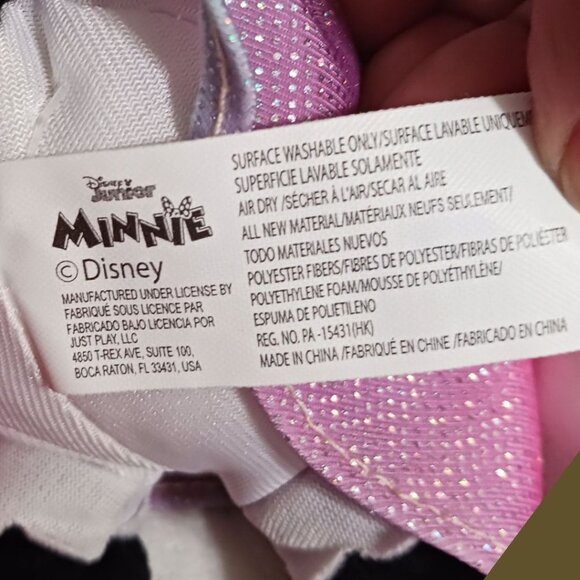 Disney
Junior
MINNIE
© Disney
MANUFACTURED UNDER LICENSE BY
FABRIQUÉ SOUS LICENCE PAR
FABRICADO BAJO LICENCIA POR
JUST PLAY, LLC
4850 T-REX AVE, SUITE 100,
BOCA RATON, FL 33431, USA
SURFACE WASHABLE ONLY/SURFACE LAVABLE
SUPERFICIE LAVABLE SOLAMENTE
AIR DRY /SÉCHER À L'AIR/SECAR AL AIRE
ALL NEW MATERIAL/MATÉRIAUX NEUFS SEULEMENT/
TODO MATERIALES NUEVOS
POLYESTER FIBERS/FIBRES DE POLYESTER/FIBRAS DE POLIÉSTER
POLYETHYLENE FOAM/MOUSSE DE POLYÉTHYLÈNE/
ESPUMA DE POLIETILENO
REG. NO. PA -15431(HK)
MADE IN CHINA /FABRIQUÉ EN CHINE /FABRICADO EN CHINA